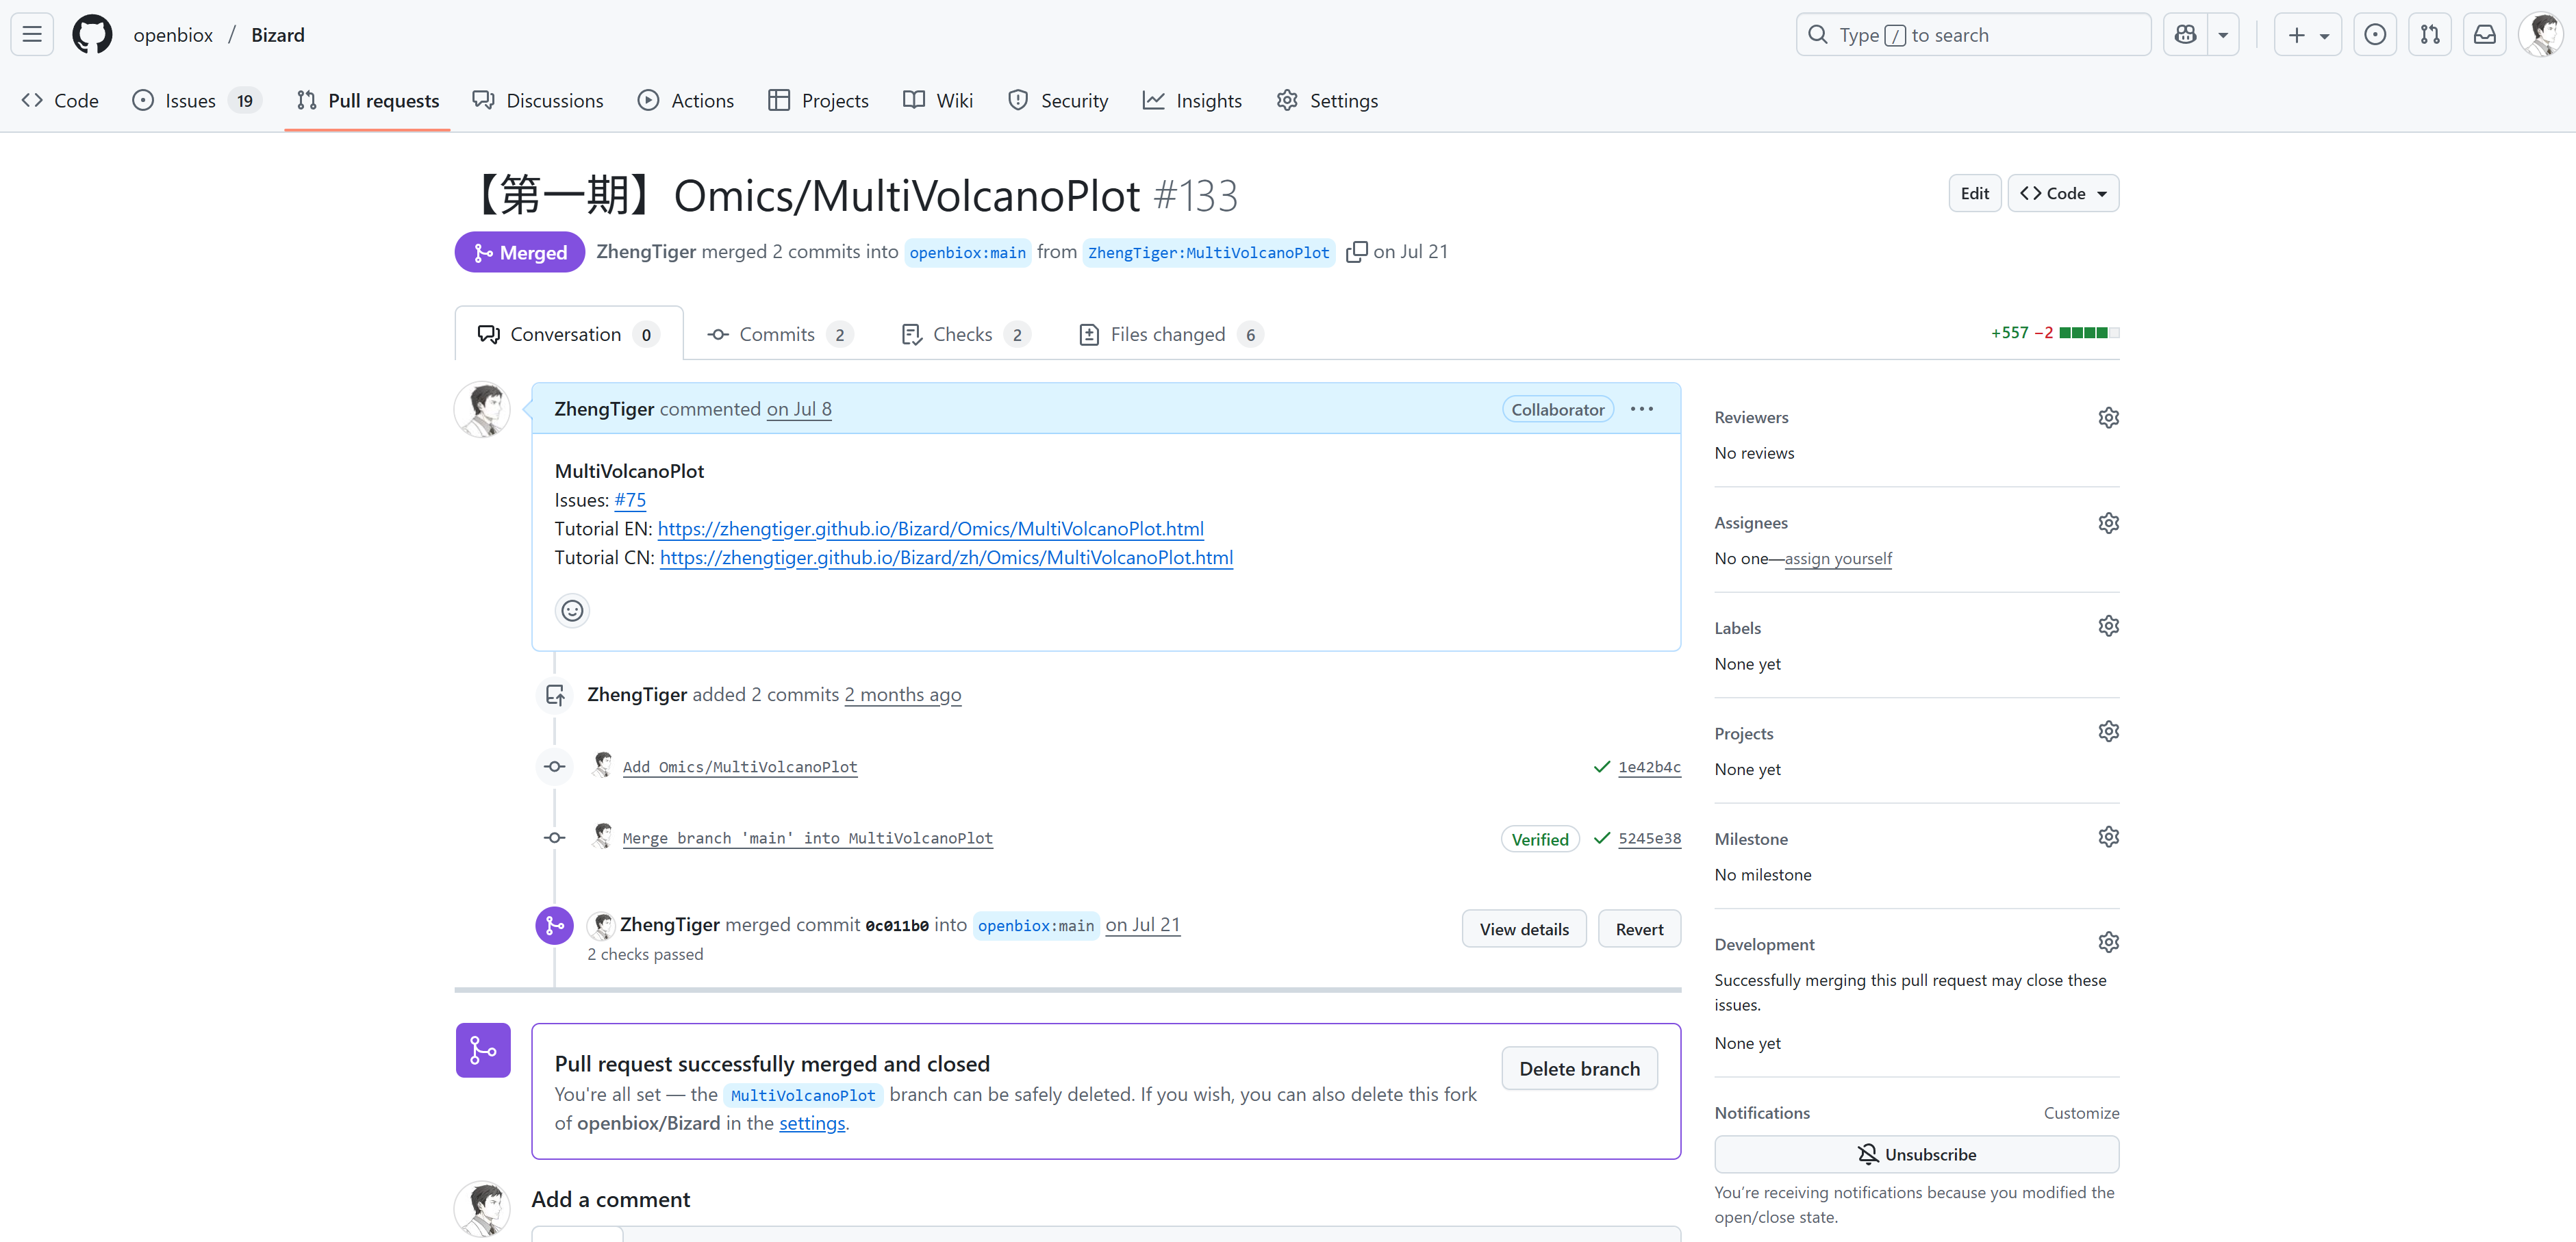 openbiox / Bizard
Type / to search
Code
Issues 19
Pull requests
Discussions
Actions
Projects
Wiki
Security
Insights
Settings
【第一期】Omics/MultiVolcanoPlot #133
Edit
Code
Merged
ZhengTiger merged 2 commits into openbiox:main from ZhengTiger:MultiVolcanoPlot on Jul 21
Conversation 0
Commits 2
Checks 2
Files changed 6
+557 −2
ZhengTiger commented on Jul 8
Collaborator
MultiVolcanoPlot
Issues: #75
Tutorial EN: https://zhengtiger.github.io/Bizard/Omics/MultiVolcanoPlot.html
Tutorial CN: https://zhengtiger.github.io/Bizard/zh/Omics/MultiVolcanoPlot.html
ZhengTiger added 2 commits 2 months ago
Add Omics/MultiVolcanoPlot
1e42b4c
Merge branch 'main' into MultiVolcanoPlot
Verified
5245e38
ZhengTiger merged commit 0c011b0 into openbiox:main on Jul 21
2 checks passed
View details
Revert
Pull request successfully merged and closed
You're all set — the MultiVolcanoPlot branch can be safely deleted. If you wish, you can also delete this fork
of openbiox/Bizard in the settings.
Delete branch
Add a comment
Reviewers
No reviews
Assignees
No one—assign yourself
Labels
None yet
Projects
None yet
Milestone
No milestone
Development
Successfully merging this pull request may close these
issues.
None yet
Notifications
Customize
Unsubscribe
You're receiving notifications because you modified the
open/close state.